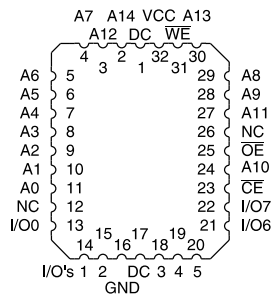 A7 A14 VCC A13
A12 DC W̅E̅
4 2 32 30
3 1 31
A6 5 29 A8
A5 6 28 A9
A4 7 27 A11
A3 8 26 NC
A2 9 25 O̅E̅
A1 10 24 A10
A0 11 23 C̅E̅
NC 12 22 I/O7
I/O0 13 21 I/O6
15 17 19
14 16 18 20
I/O's 1 2 DC 3 4 5
GND